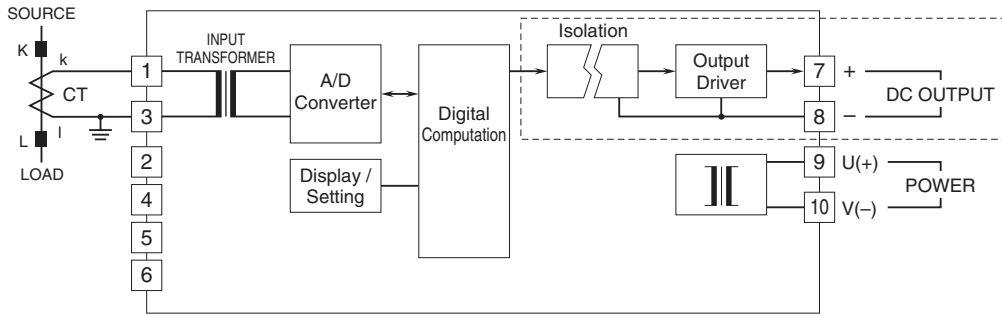 SOURCE
K
k
CT
L
l
LOAD
1
3
2
4
5
6
INPUT
TRANSFORMER
A/D
Converter
Display /
Setting
Digital
Computation
Isolation
Output
Driver
7
+
8
–
DC OUTPUT
9
U(+)
10
V(–)
POWER